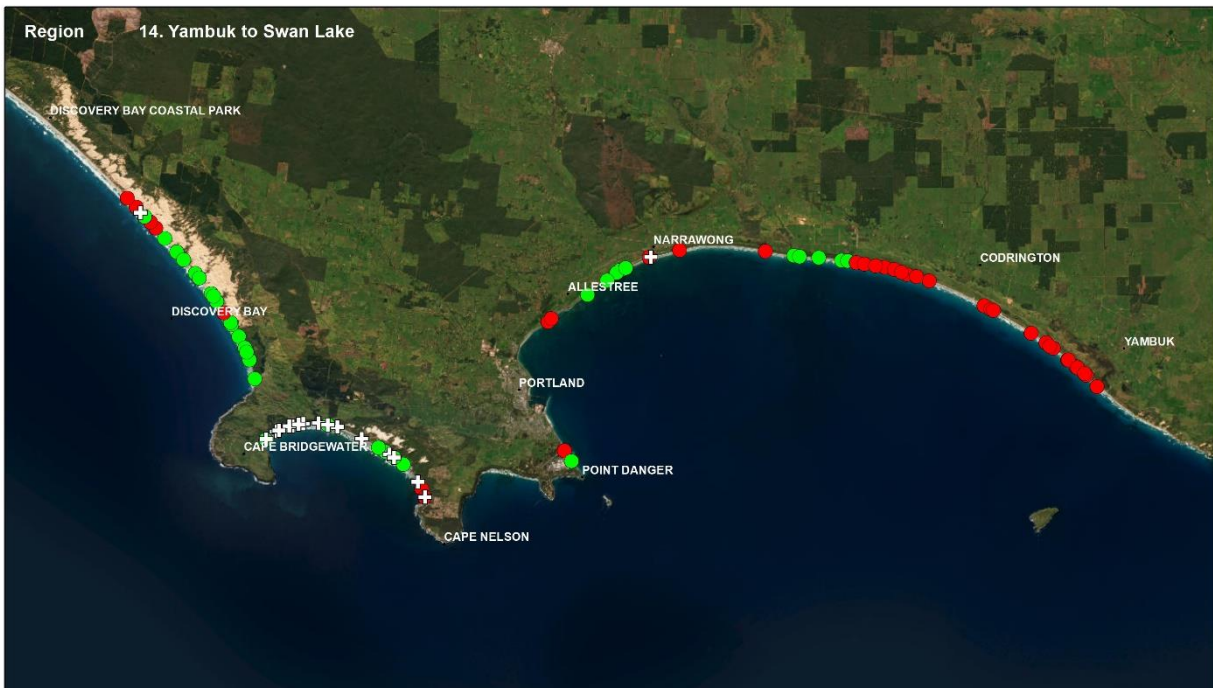 Region 14. Yambuk to Swan Lake
DISCOVERY BAY COASTAL PARK
NARRAWONG
CODRINGTON
ALLESTREE
DISCOVERY BAY
YAMBUK
PORTLAND
CAPE BRIDGEWATER
POINT DANGER
CAPE NELSON